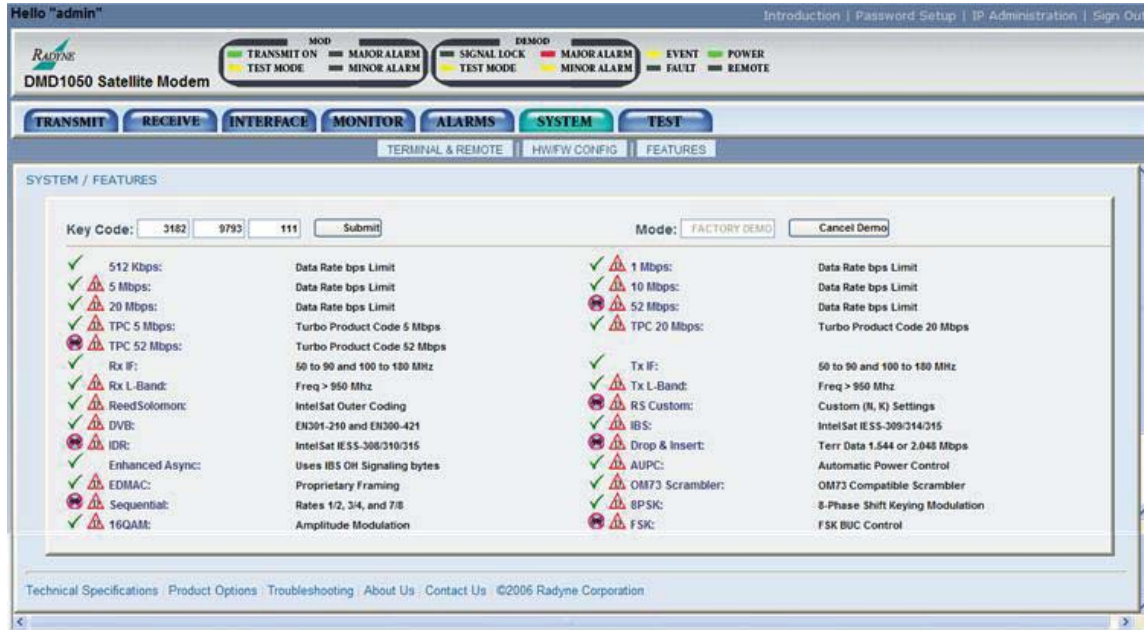 Hello "admin"
Introduction | Password Setup | IP Administration | Sign Ou
RADYNE
DMD1050 Satellite Modem
MOD
TRANSMIT ON MAJOR ALARM
TEST MODE MINOR ALARM
DEMOD
SIGNAL LOCK MAJOR ALARM
TEST MODE MINOR ALARM
EVENT POWER
FAULT REMOTE
TRANSMIT RECEIVE INTERFACE MONITOR ALARMS SYSTEM TEST
TERMINAL & REMOTE | HW/FW CONFIG | FEATURES
SYSTEM / FEATURES
Key Code: 3182 9793 111 Submit Mode: FACTORY DEMO Cancel Demo
512 Kbps: Data Rate bps Limit 1 Mbps: Data Rate bps Limit
5 Mbps: Data Rate bps Limit 10 Mbps: Data Rate bps Limit
20 Mbps: Data Rate bps Limit 52 Mbps: Data Rate bps Limit
TPC 5 Mbps: Turbo Product Code 5 Mbps TPC 20 Mbps: Turbo Product Code 20 Mbps
TPC 52 Mbps: Turbo Product Code 52 Mbps
Rx IF: 50 to 90 and 100 to 180 MHz Tx IF: 50 to 90 and 100 to 180 MHz
Rx L-Band: Freq > 950 Mhz Tx L-Band: Freq > 950 Mhz
ReedSolomon: IntelSat Outer Coding RS Custom: Custom (N, K) Settings
DVB: EN301-210 and EN300-421 IBS: IntelSat IESS-309/314/315
IDR: IntelSat IESS-308/310/315 Drop & Insert: Terr Data 1.544 or 2.048 Mbps
Enhanced Async: Uses IBS OH Signaling bytes AUPC: Automatic Power Control
EDMAC: Proprietary Framing OM73 Scrambler: OM73 Compatible Scrambler
Sequential: Rates 1/2, 3/4, and 7/8 8PSK: 8-Phase Shift Keying Modulation
16QAM: Amplitude Modulation FSK: FSK BUC Control
Technical Specifications | Product Options | Troubleshooting | About Us | Contact Us | ©2006 Radyne Corporation